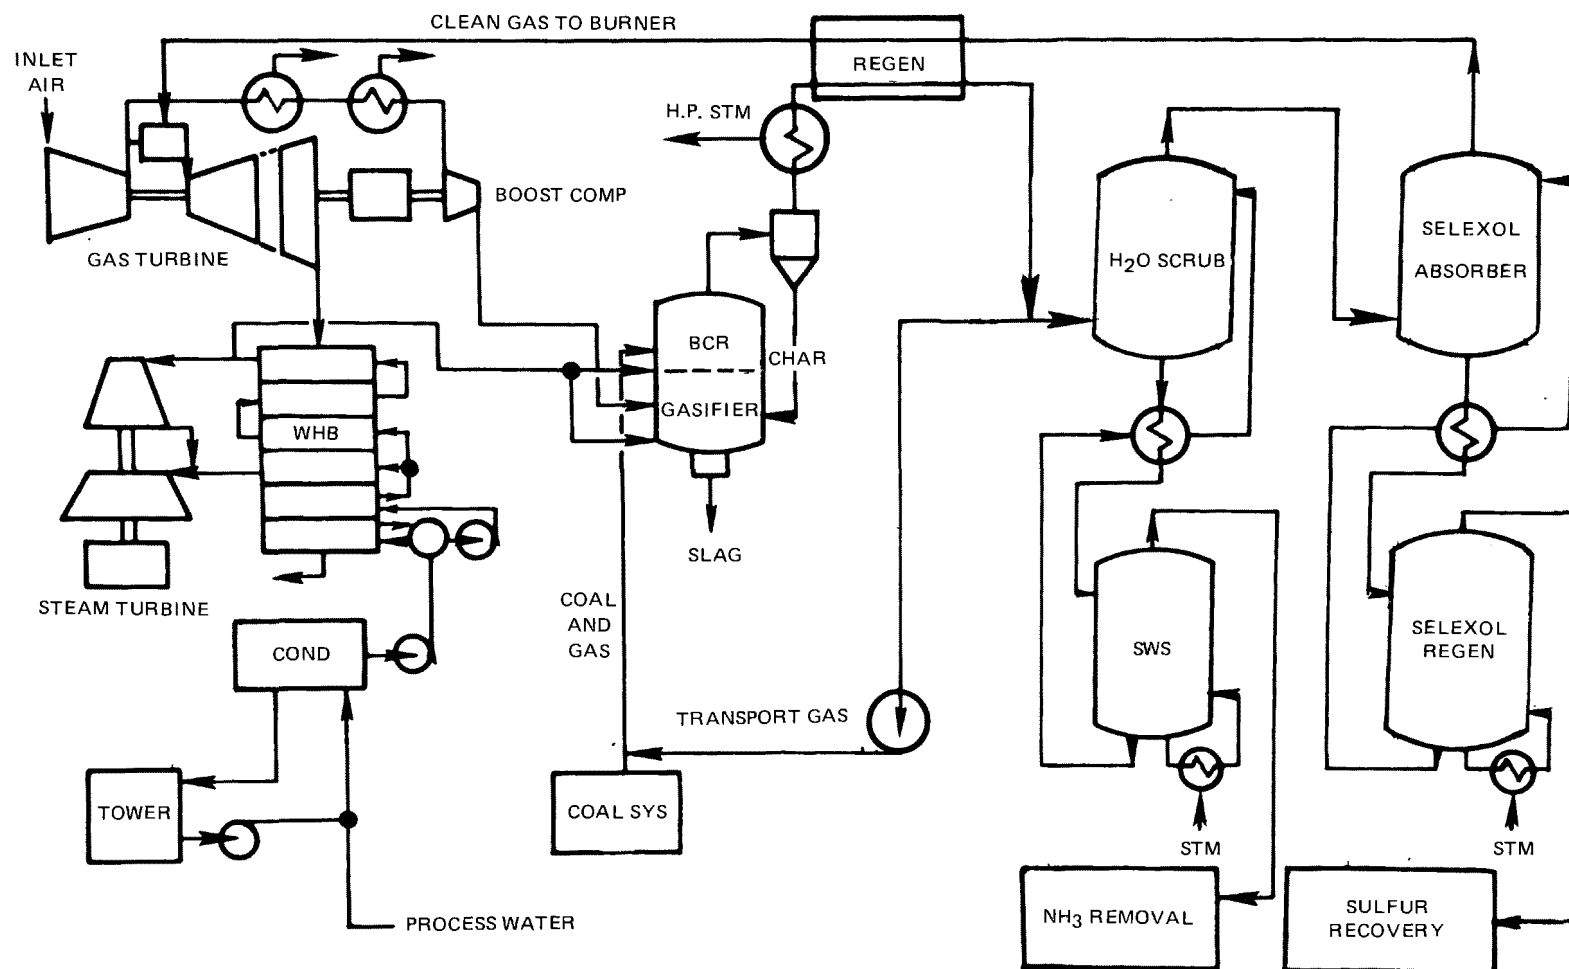 CLEAN GAS TO BURNER
INLET
AIR
REGEN
H.P. STM
BOOST COMP
GAS TURBINE
H2O SCRUB
SELEXOL
ABSORBER
BCR
CHAR
GASIFIER
WHB
SLAG
STEAM TURBINE
COAL
AND
GAS
COND
SWS
SELEXOL
REGEN
TRANSPORT GAS
TOWER
COAL SYS
STM
STM
PROCESS WATER
NH3 REMOVAL
SULFUR
RECOVERY